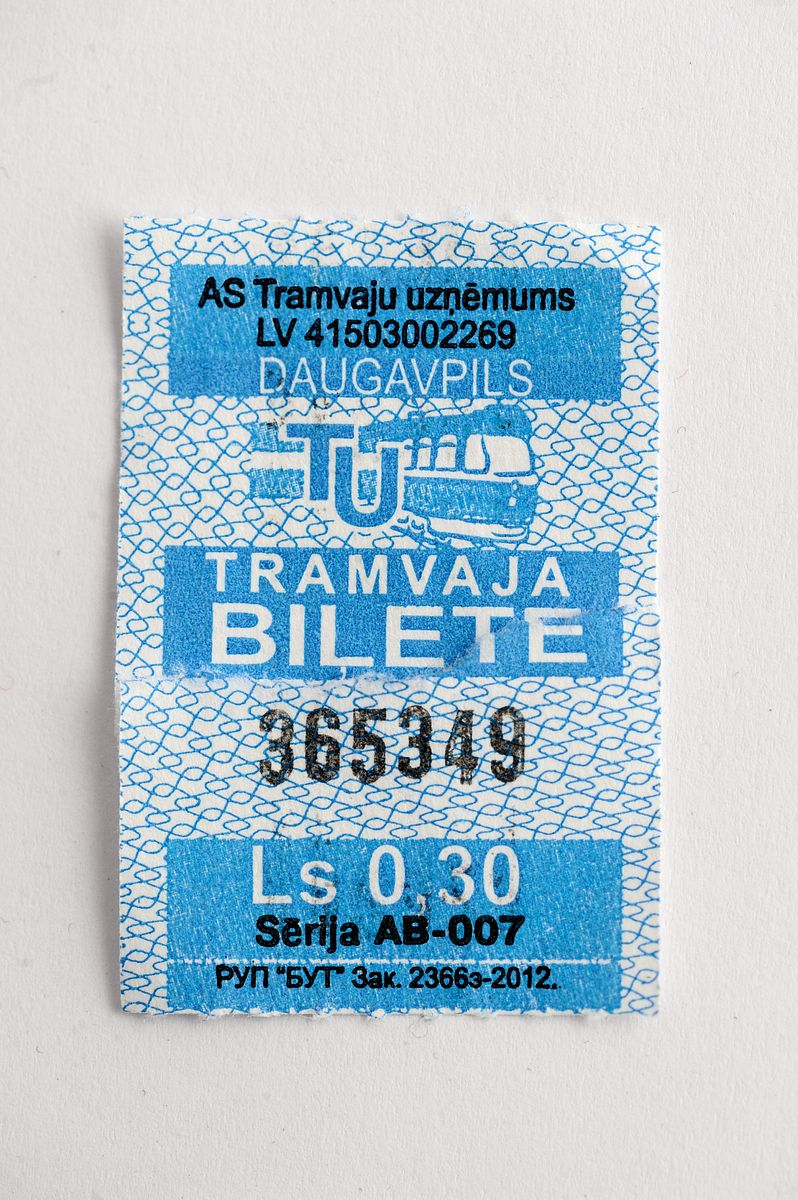 AS Tramvaju uzņēmums
LV 41503002269
DAUGAVPILS
TU
TRAMVAJA
BIĻETE
365349
Ls 0,30
Sērija AB-007
РУП "БУТ" Зак. 2366з-2012.